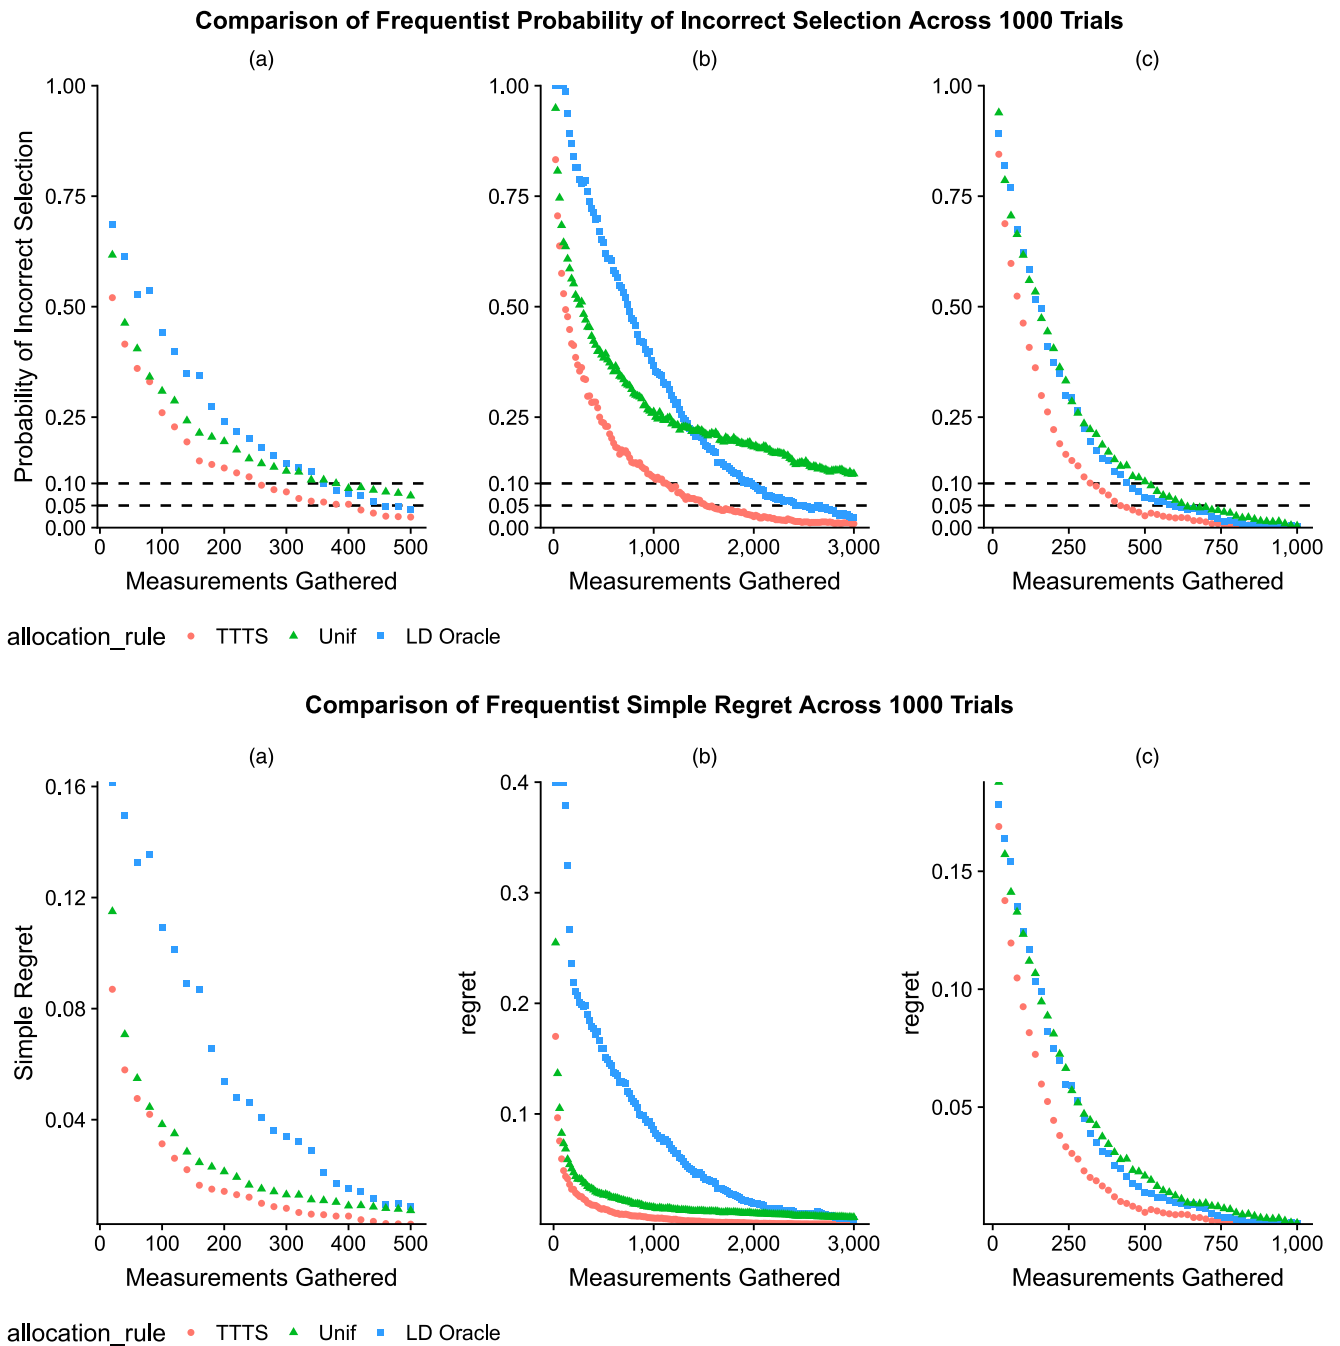 Comparison of Frequentist Probability of Incorrect Selection Across 1000 Trials
(a) (b) (c)
1.00 1.00 1.00
0.75 0.75 0.75
0.50 0.50 0.50
0.25 0.25 0.25
0.10 0.10 0.10
0.05 0.05 0.05
0.00 0.00 0.00
Probability of Incorrect Selection
0 100 200 300 400 500 0 1,000 2,000 3,000 0 250 500 750 1,000
Measurements Gathered Measurements Gathered Measurements Gathered
allocation_rule TTTS Unif LD Oracle
Comparison of Frequentist Simple Regret Across 1000 Trials
(a) (b) (c)
0.16 0.4
0.15
0.12 0.3
0.08 0.2 0.10
0.04 0.1 0.05
Simple Regret regret regret
0 100 200 300 400 500 0 1,000 2,000 3,000 0 250 500 750 1,000
Measurements Gathered Measurements Gathered Measurements Gathered
allocation_rule TTTS Unif LD Oracle